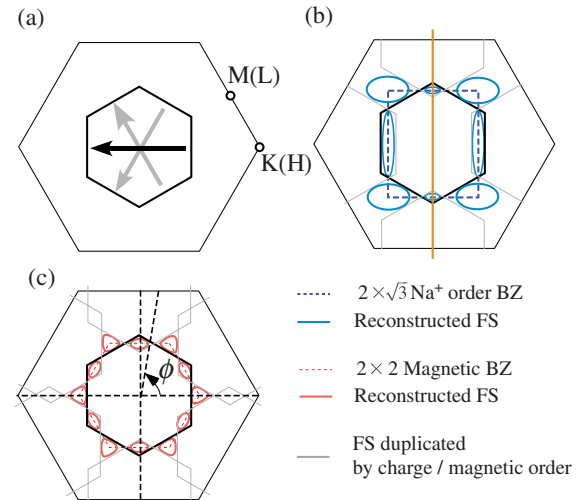 (a)
M(L)
K(H)
(b)
(c)
ϕ
2 × √3 Na⁺ order BZ
Reconstructed FS
2 × 2 Magnetic BZ
Reconstructed FS
FS duplicated
by charge / magnetic order